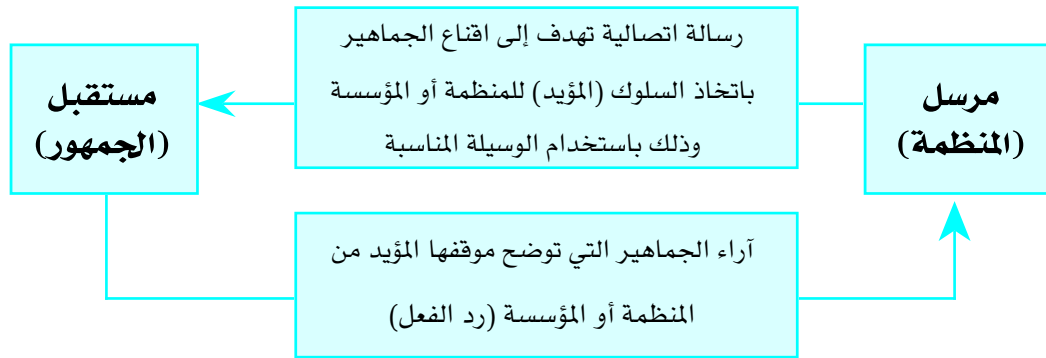 مرسل
(المنظمة)
رسالة اتصالية تهدف إلى اقناع الجماهير
باتخاذ السلوك (المؤيد) للمنظمة أو المؤسسة
وذلك باستخدام الوسيلة المناسبة
مستقبل
(الجمهور)
آراء الجماهير التي توضح موقفها المؤيد من
المنظمة أو المؤسسة (رد الفعل)